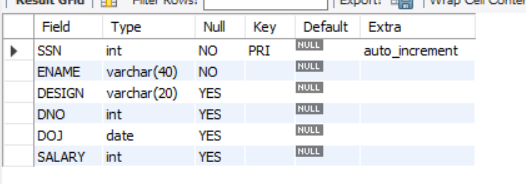 Result Grid Filter Rows: Export: Wrap Cell Conten
Field Type Null Key Default Extra
SSN int NO PRI NULL auto_increment
ENAME varchar(40) NO NULL
DESIGN varchar(20) YES NULL
DNO int YES NULL
DOJ date YES NULL
SALARY int YES NULL